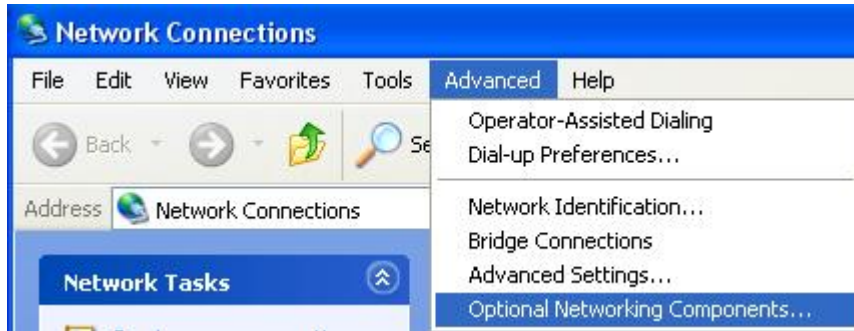 Network Connections
File Edit View Favorites Tools Advanced Help
Operator-Assisted Dialing
Back
Dial-up Preferences...
Address Network Connections
Network Identification...
Bridge Connections
Network Tasks
Advanced Settings...
Optional Networking Components...